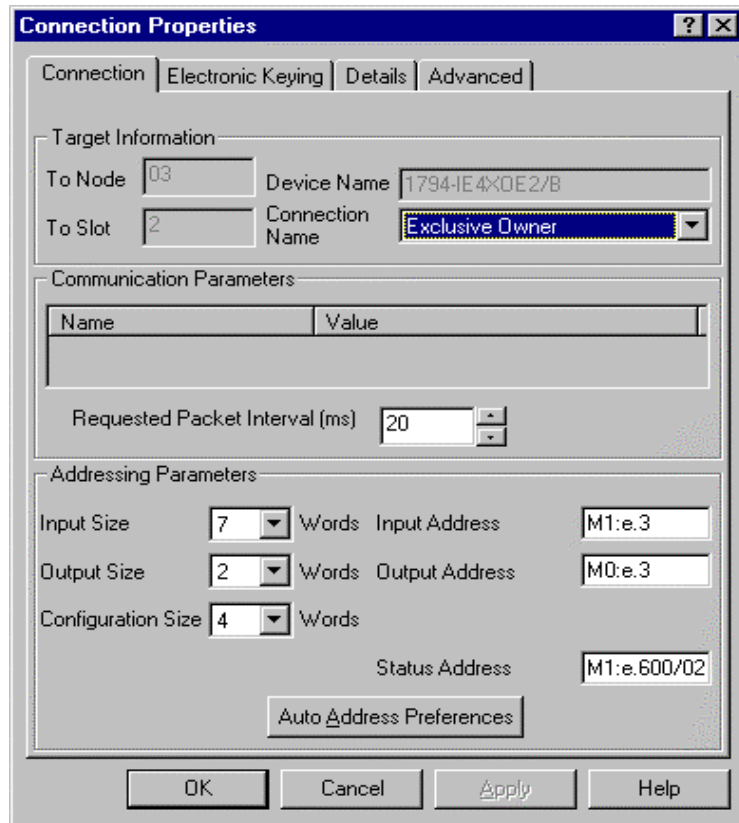 Connection Properties
Connection Electronic Keying Details Advanced
Target Information
To Node 03 Device Name 1794-IE4XOE2/B
To Slot 2 Connection Name Exclusive Owner
Communication Parameters
Name Value
Requested Packet Interval (ms) 20
Addressing Parameters
Input Size 7 Words Input Address M1:e.3
Output Size 2 Words Output Address M0:e.3
Configuration Size 4 Words
Status Address M1:e.600/02
Auto Address Preferences
OK Cancel Apply Help